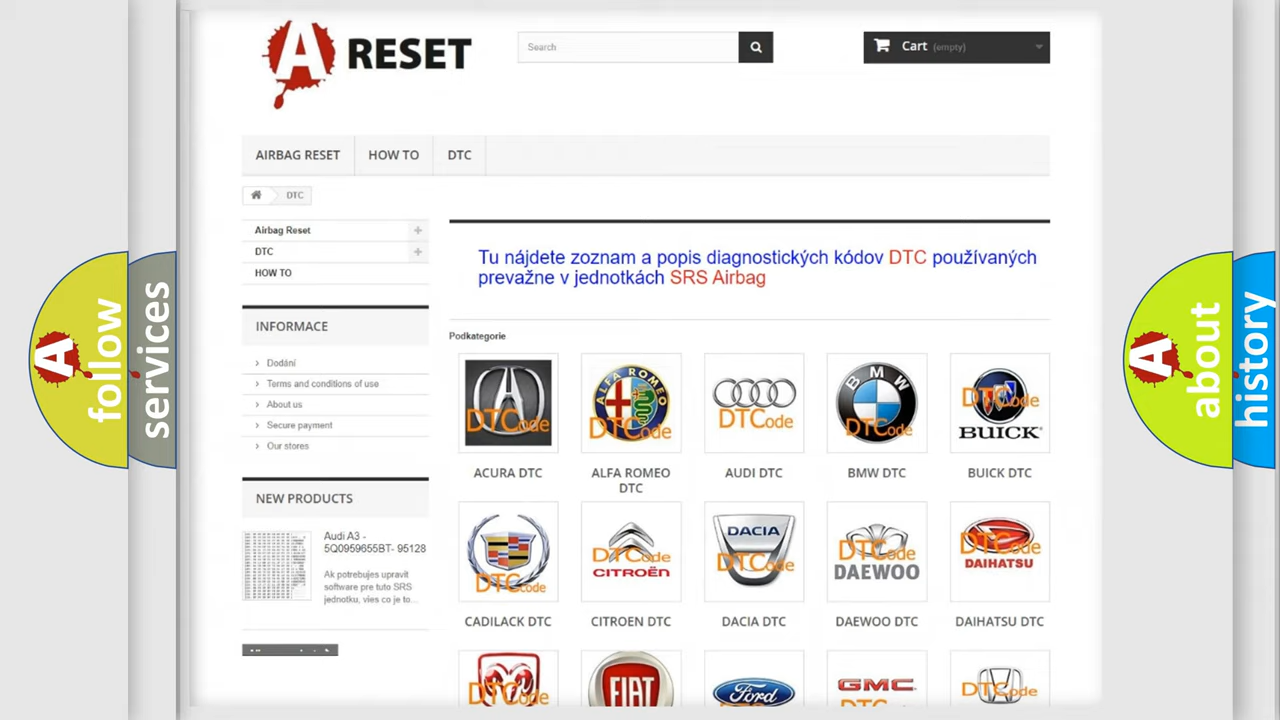 A RESET
Search
Cart (empty)
AIRBAG RESET
HOW TO
DTC
DTC
Airbag Reset
DTC
HOW TO
Tu nájdete zoznam a popis diagnostických kódov DTC používaných
prevažne v jednotkách SRS Airbag
INFORMACE
Dodání
Terms and conditions of use
About us
Secure payment
Our stores
NEW PRODUCTS
Audi A3 -
5Q0959655BT- 95128
Ak potrebujes upravit
software pre tuto SRS
jednotku, vies co je to...
Podkategorie
DTCode
ALFA ROMEO
DTCode
DTCode
BMW
DTCode
DTCode
BUICK
ACURA DTC
ALFA ROMEO
DTC
AUDI DTC
BMW DTC
BUICK DTC
DTCode
DTCode
CITROËN
DACIA
DTCode
DTCode
DAEWOO
DTCode
DAIHATSU
CADILACK DTC
CITROEN DTC
DACIA DTC
DAEWOO DTC
DAIHATSU DTC
DTCode
FIAT
Ford
GMC
DTCode
A follow
services
A about
history